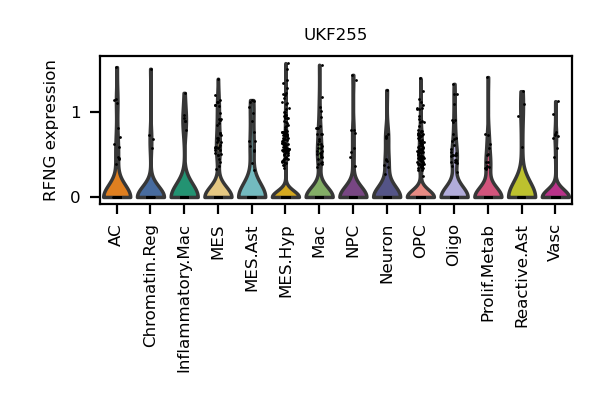 UKF255
RFNG expression
1
0
AC
Chromatin.Reg
Inflammatory.Mac
MES
MES.Ast
MES.Hyp
Mac
NPC
Neuron
OPC
Oligo
Prolif.Metab
Reactive.Ast
Vasc